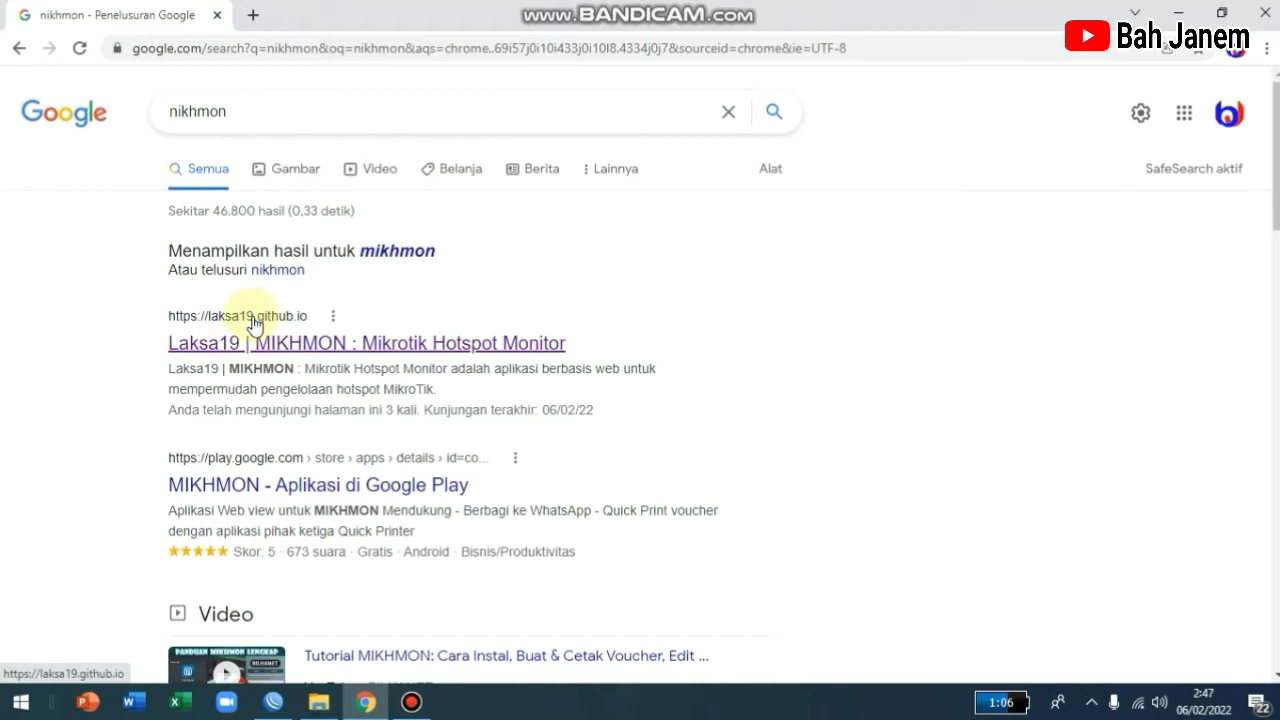 nikhmon - Penelusuran Google
www.BANDICAM.com
google.com/search?q=nikhmon&oq=nikhmon&aqs=chrome..69i57j0i10i433j0i10l8.4334j0j7&sourceid=chrome&ie=UTF-8
Bah Janem
Google
nikhmon
Semua
Gambar
Video
Belanja
Berita
Lainnya
Alat
SafeSearch aktif
Sekitar 46.800 hasil (0,33 detik)
Menampilkan hasil untuk mikhmon
Atau telusuri nikhmon
https://laksa19.github.io
Laksa19 | MIKHMON : Mikrotik Hotspot Monitor
Laksa19 | MIKHMON : Mikrotik Hotspot Monitor adalah aplikasi berbasis web untuk
mempermudah pengelolaan hotspot MikroTik.
Anda telah mengunjungi halaman ini 3 kali. Kunjungan terakhir: 06/02/22
https://play.google.com › store › apps › details › id=co...
MIKHMON - Aplikasi di Google Play
Aplikasi Web view untuk MIKHMON Mendukung - Berbagi ke WhatsApp - Quick Print voucher
dengan aplikasi pihak ketiga Quick Printer
Skor: 5 · 673 suara · Gratis · Android · Bisnis/Produktivitas
Video
PANDUAN MIKHMON LENGKAP
Tutorial MIKHMON: Cara Instal, Buat & Cetak Voucher, Edit ...
https://laksa19.github.io
1:06
2:47
06/02/2022
22